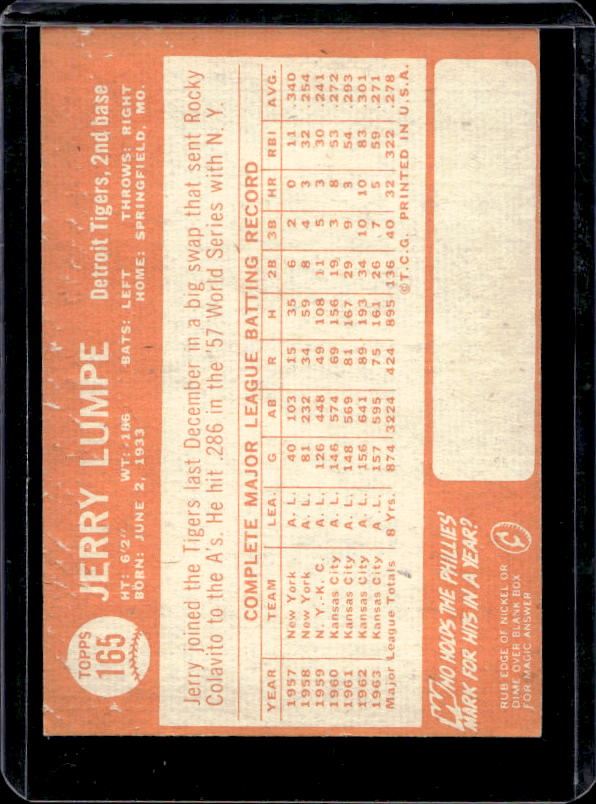 TOPPS
165
JERRY LUMPE
Detroit Tigers, 2nd base
HT: 6'2" WT: 186 BATS: LEFT THROWS: RIGHT
BORN: JUNE 2, 1933 HOME: SPRINGFIELD, MO.
Jerry joined the Tigers last December in a big swap that sent Rocky
Colavito to the A's. He hit .286 in the '57 World Series with N. Y.
COMPLETE MAJOR LEAGUE BATTING RECORD
YEAR TEAM LEA. G AB R H 2B 3B HR RBI AVG.
1957 New York A. L. 40 103 15 35 6 2 0 11 .340
1958 New York A. L. 81 232 34 59 8 4 3 32 .254
1959 N. Y.-K. C. A. L. 126 448 49 108 11 5 3 30 .241
1960 Kansas City A. L. 146 574 69 156 19 3 8 53 .272
1961 Kansas City A. L. 148 569 81 167 29 9 3 54 .293
1962 Kansas City A. L. 156 641 89 193 34 10 10 83 .301
1963 Kansas City A. L. 157 595 75 161 26 7 5 59 .271
Major League Totals 8 Yrs. 874 3224 424 895 136 40 32 322 .278
©T.C.G. PRINTED IN U.S.A.
WHO HOLDS THE PHILLIES'
MARK FOR HITS IN A YEAR?
RUB EDGE OF NICKEL OR
DIME OVER BLANK BOX
FOR MAGIC ANSWER